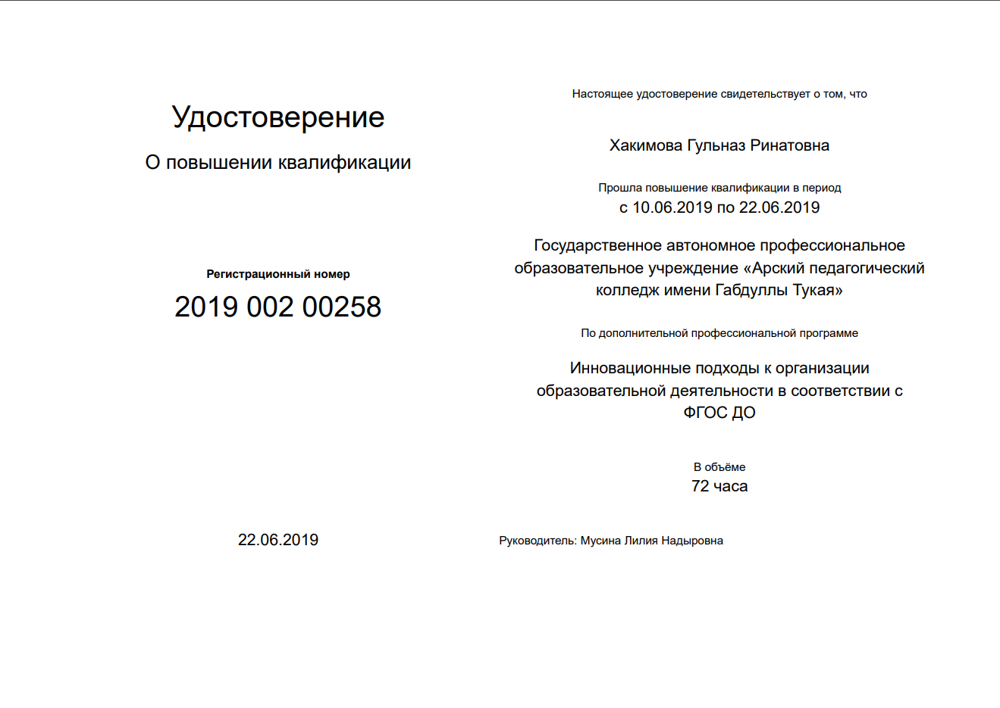 Удостоверение
О повышении квалификации
Регистрационный номер
2019 002 00258
22.06.2019
Настоящее удостоверение свидетельствует о том, что
Хакимова Гульназ Ринатовна
Прошла повышение квалификации в период
с 10.06.2019 по 22.06.2019
Государственное автономное профессиональное
образовательное учреждение «Арский педагогический
колледж имени Габдуллы Тукая»
По дополнительной профессиональной программе
Инновационные подходы к организации
образовательной деятельности в соответствии с
ФГОС ДО
В объёме
72 часа
Руководитель: Мусина Лилия Надыровна